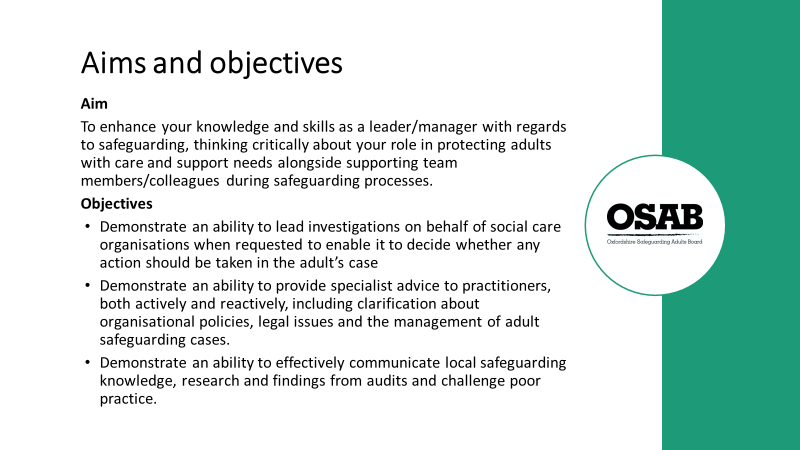 Aims and objectives
Aim
To enhance your knowledge and skills as a leader/manager with regards
to safeguarding, thinking critically about your role in protecting adults
with care and support needs alongside supporting team
members/colleagues during safeguarding processes.
Objectives
• Demonstrate an ability to lead investigations on behalf of social care
organisations when requested to enable it to decide whether any
action should be taken in the adult’s case
• Demonstrate an ability to provide specialist advice to practitioners,
both actively and reactively, including clarification about
organisational policies, legal issues and the management of adult
safeguarding cases.
• Demonstrate an ability to effectively communicate local safeguarding
knowledge, research and findings from audits and challenge poor
practice.
OSAB
Oxfordshire Safeguarding Adults Board